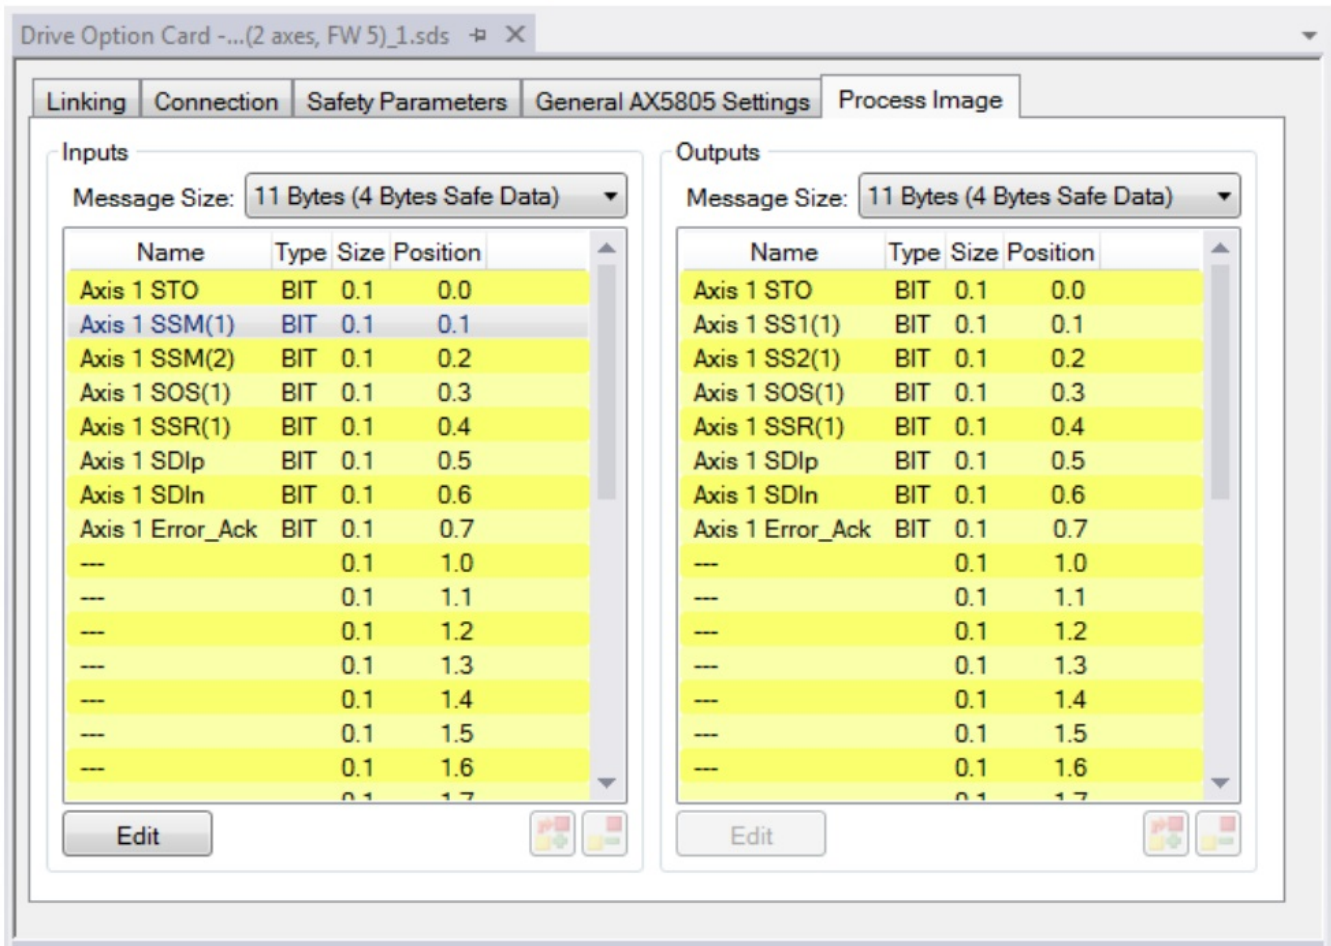 Drive Option Card -...(2 axes, FW 5)_1.sds
Linking Connection Safety Parameters General AX5805 Settings Process Image
Inputs
Message Size: 11 Bytes (4 Bytes Safe Data)
Name Type Size Position
Axis 1 STO BIT 0.1 0.0
Axis 1 SSM(1) BIT 0.1 0.1
Axis 1 SSM(2) BIT 0.1 0.2
Axis 1 SOS(1) BIT 0.1 0.3
Axis 1 SSR(1) BIT 0.1 0.4
Axis 1 SDIp BIT 0.1 0.5
Axis 1 SDIn BIT 0.1 0.6
Axis 1 Error_Ack BIT 0.1 0.7
--- 0.1 1.0
--- 0.1 1.1
--- 0.1 1.2
--- 0.1 1.3
--- 0.1 1.4
--- 0.1 1.5
--- 0.1 1.6
0.1 1.7
Edit
Outputs
Message Size: 11 Bytes (4 Bytes Safe Data)
Name Type Size Position
Axis 1 STO BIT 0.1 0.0
Axis 1 SS1(1) BIT 0.1 0.1
Axis 1 SS2(1) BIT 0.1 0.2
Axis 1 SOS(1) BIT 0.1 0.3
Axis 1 SSR(1) BIT 0.1 0.4
Axis 1 SDIp BIT 0.1 0.5
Axis 1 SDIn BIT 0.1 0.6
Axis 1 Error_Ack BIT 0.1 0.7
--- 0.1 1.0
--- 0.1 1.1
--- 0.1 1.2
--- 0.1 1.3
--- 0.1 1.4
--- 0.1 1.5
--- 0.1 1.6
0.1 1.7
Edit